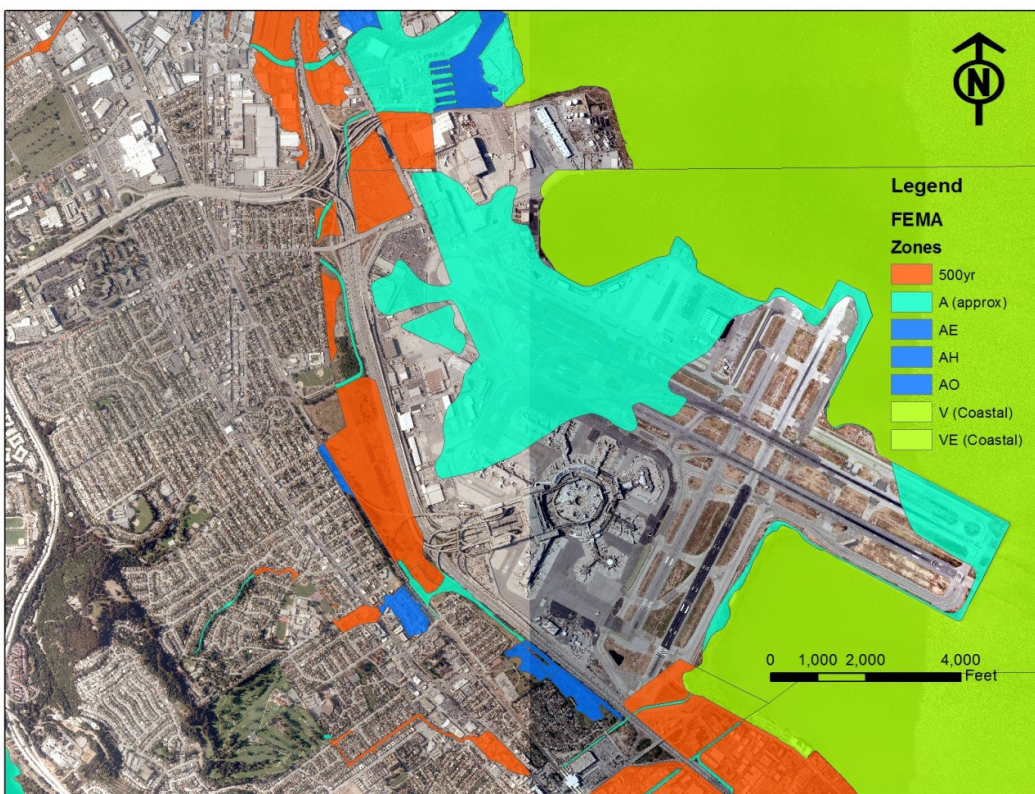 N
Legend
FEMA
Zones
500yr
A (approx)
AE
AH
AO
V (Coastal)
VE (Coastal)
0 1,000 2,000 4,000
Feet